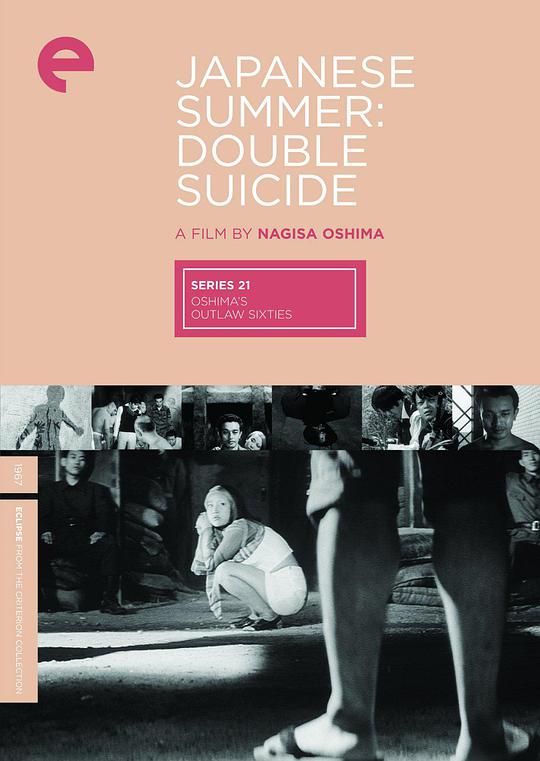 e
JAPANESE
SUMMER:
DOUBLE
SUICIDE
A FILM BY NAGISA OSHIMA
SERIES 21
OSHIMA'S
OUTLAW SIXTIES
1967
ECLIPSE FROM THE CRITERION COLLECTION